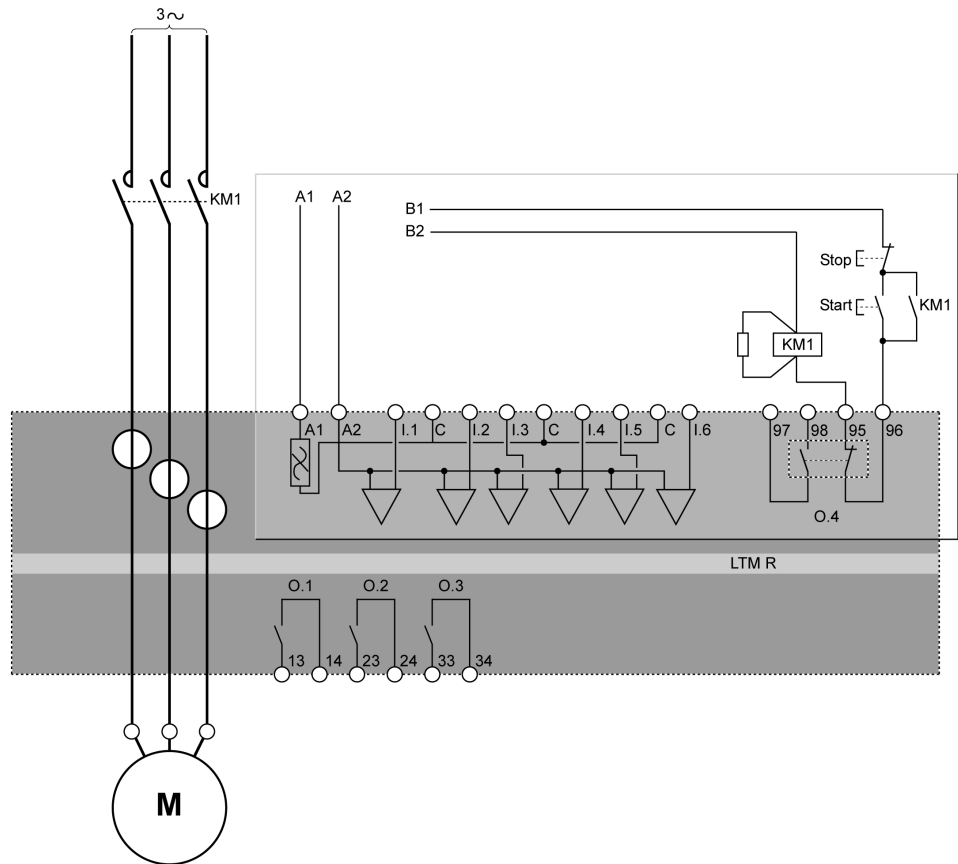 3~
KM1
A1 A2
B1
B2
Stop
Start
KM1
KM1
A1 A2 I.1 C I.2 I.3 C I.4 I.5 C I.6 97 98 95 96
O.4
LTM R
O.1 O.2 O.3
13 14 23 24 33 34
M